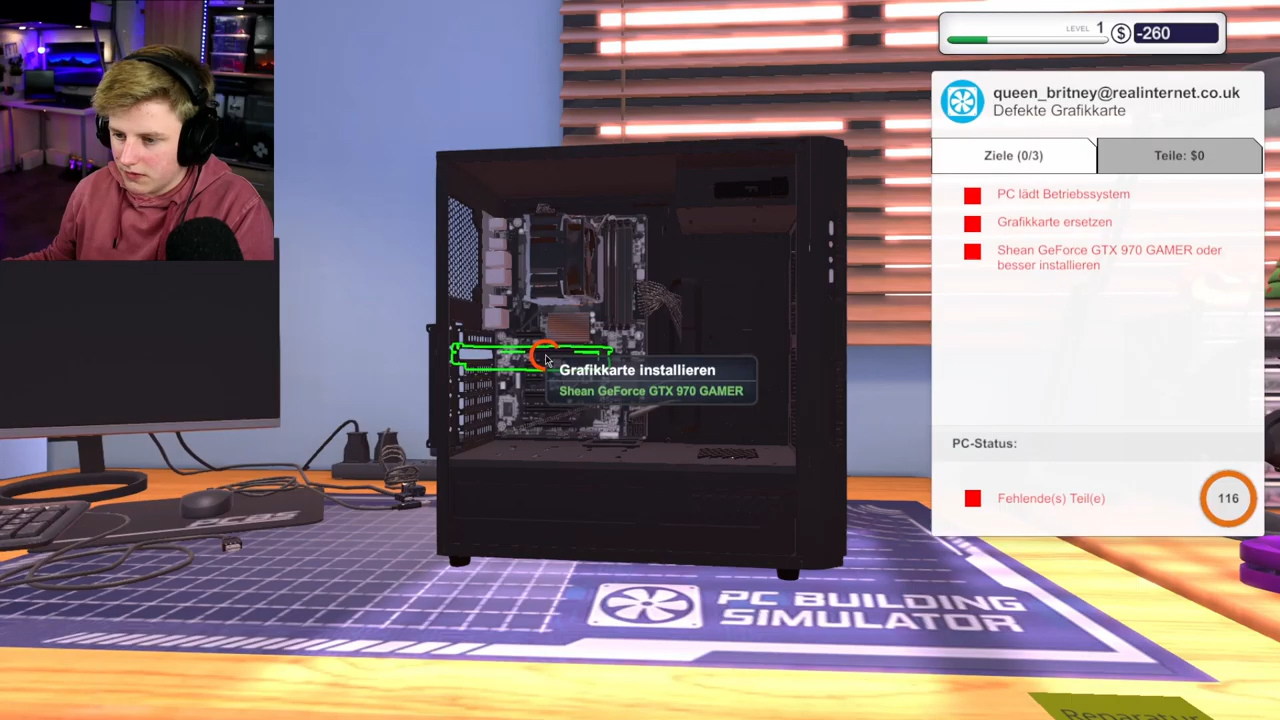 LEVEL 1 $ -260
queen_britney@realinternet.co.uk
Defekte Grafikkarte
Ziele (0/3)
Teile: $0
PC lädt Betriebssystem
Grafikkarte ersetzen
Shean GeForce GTX 970 GAMER oder
besser installieren
Grafikkarte installieren
Shean GeForce GTX 970 GAMER
PC-Status:
Fehlende(s) Teil(e)
116
PC BUILDING
SIMULATOR